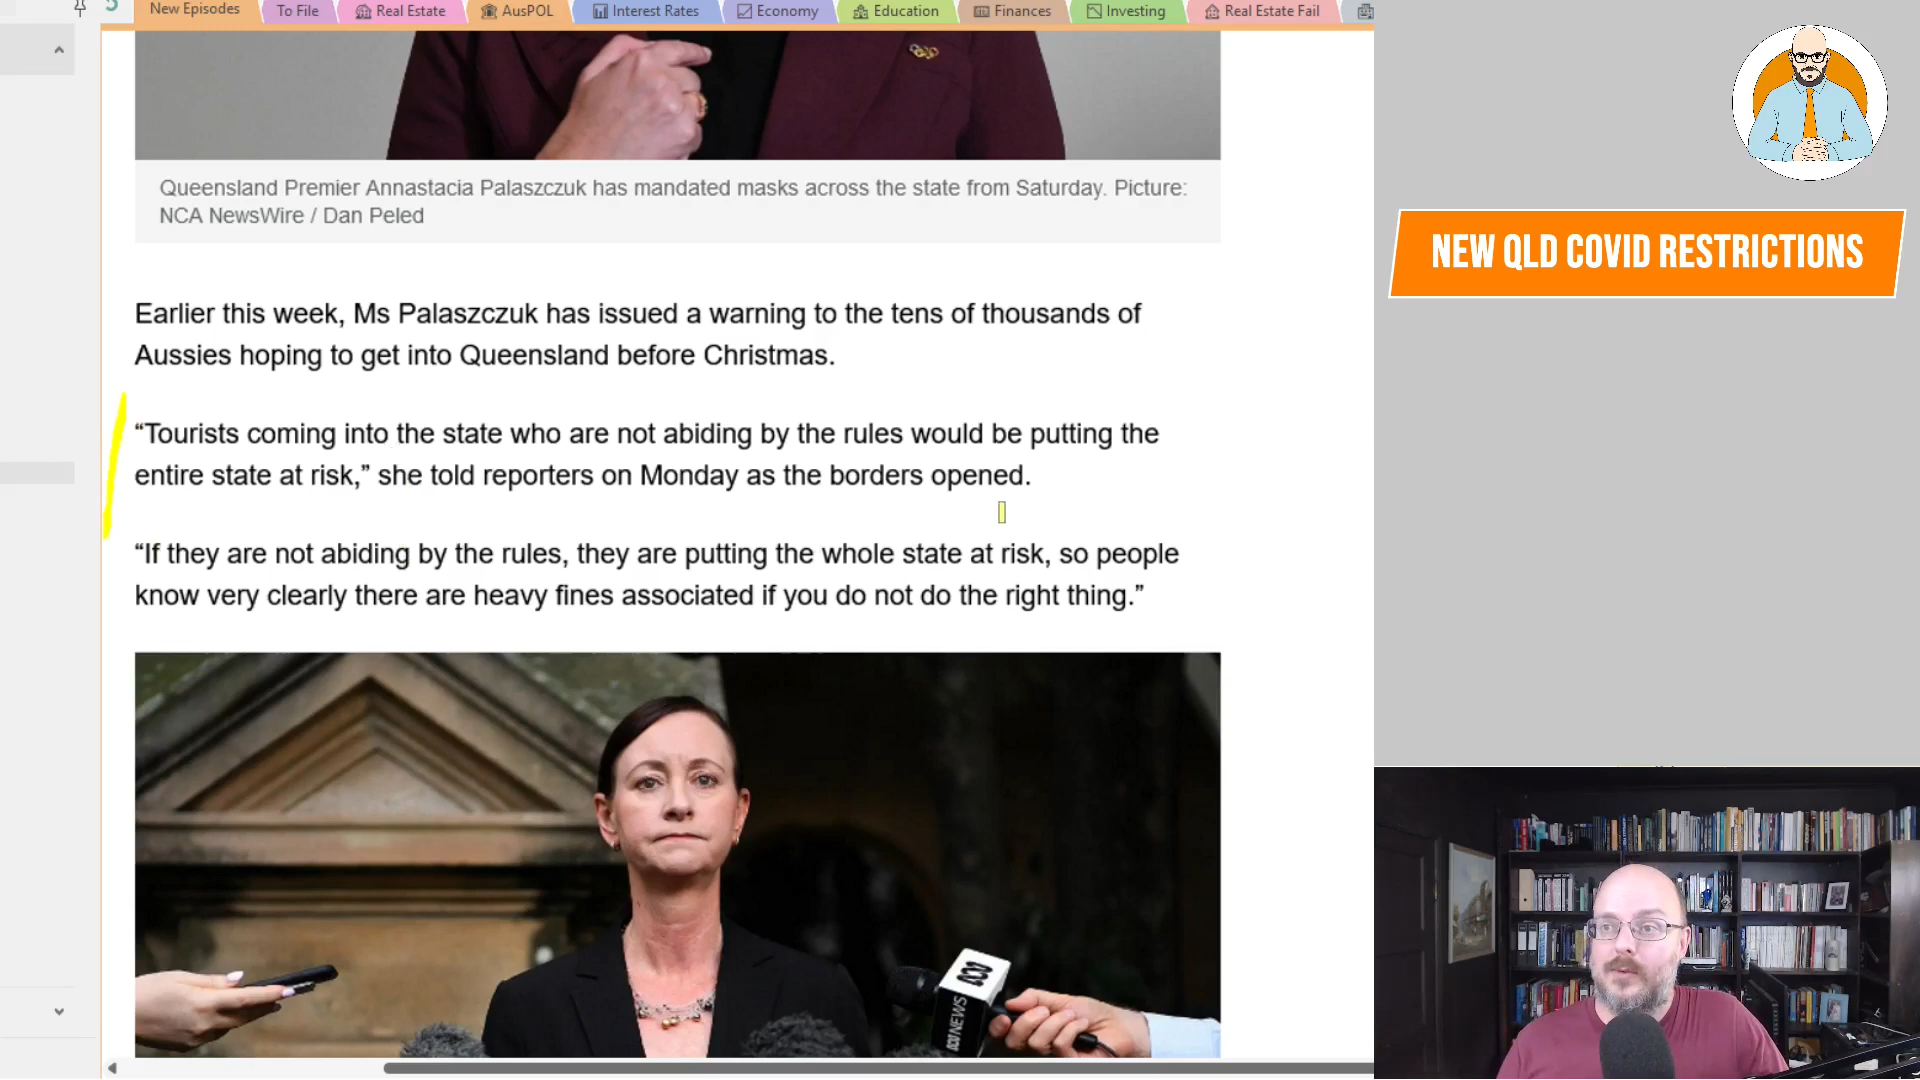 New Episodes To File Real Estate AusPOL Interest Rates Economy Education Finances Investing Real Estate Fail
Queensland Premier Annastacia Palaszczuk has mandated masks across the state from Saturday. Picture:
NCA NewsWire / Dan Peled
NEW QLD COVID RESTRICTIONS
Earlier this week, Ms Palaszczuk has issued a warning to the tens of thousands of
Aussies hoping to get into Queensland before Christmas.
“Tourists coming into the state who are not abiding by the rules would be putting the
entire state at risk,” she told reporters on Monday as the borders opened.
“If they are not abiding by the rules, they are putting the whole state at risk, so people
know very clearly there are heavy fines associated if you do not do the right thing.”
NEWS